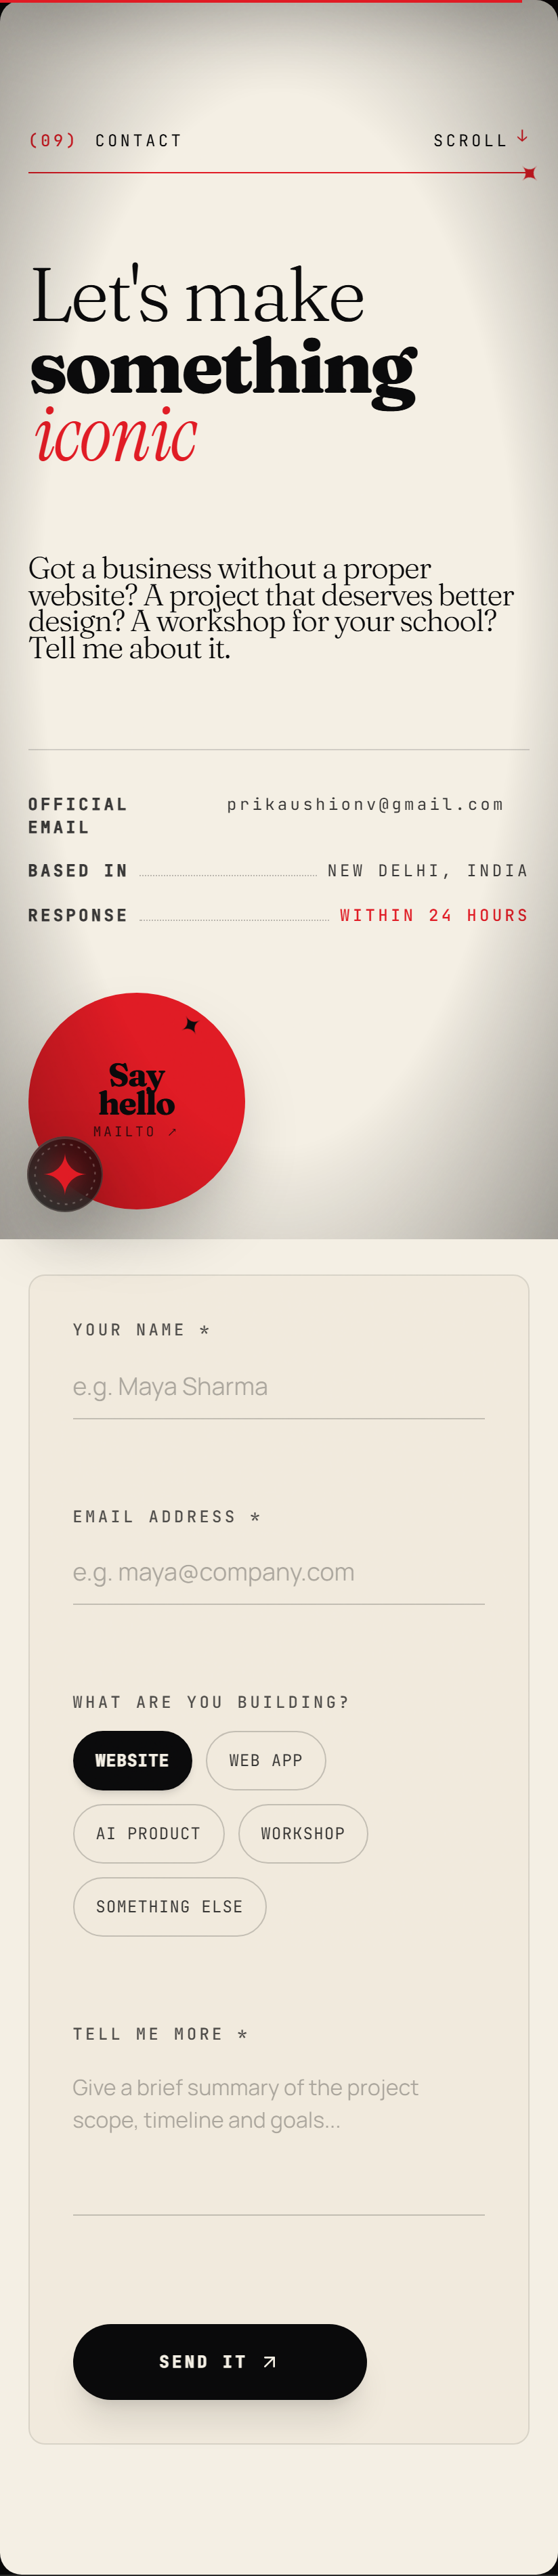 (09) CONTACT SCROLL ↓
Let's make
something
iconic
Got a business without a proper
website? A project that deserves better
design? A workshop for your school?
Tell me about it.
OFFICIAL EMAIL prikaushionv@gmail.com
BASED IN NEW DELHI, INDIA
RESPONSE WITHIN 24 HOURS
Say
hello
MAILTO ↗
YOUR NAME *
e.g. Maya Sharma
EMAIL ADDRESS *
e.g. maya@company.com
WHAT ARE YOU BUILDING?
WEBSITE WEB APP
AI PRODUCT WORKSHOP
SOMETHING ELSE
TELL ME MORE *
Give a brief summary of the project
scope, timeline and goals...
SEND IT ↗